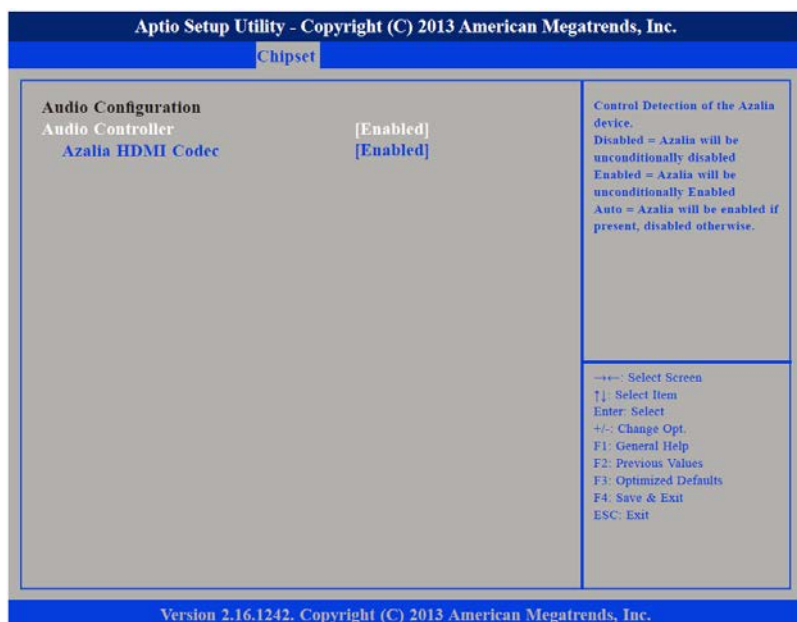 Aptio Setup Utility - Copyright (C) 2013 American Megatrends, Inc.
Chipset
Audio Configuration
Audio Controller [Enabled]
Azalia HDMI Codec [Enabled]
Control Detection of the Azalia
device.
Disabled = Azalia will be
unconditionally disabled
Enabled = Azalia will be
unconditionally Enabled
Auto = Azalia will be enabled if
present, disabled otherwise.
→←: Select Screen
↑↓: Select Item
Enter: Select
+/-: Change Opt.
F1: General Help
F2: Previous Values
F3: Optimized Defaults
F4: Save & Exit
ESC: Exit
Version 2.16.1242. Copyright (C) 2013 American Megatrends, Inc.